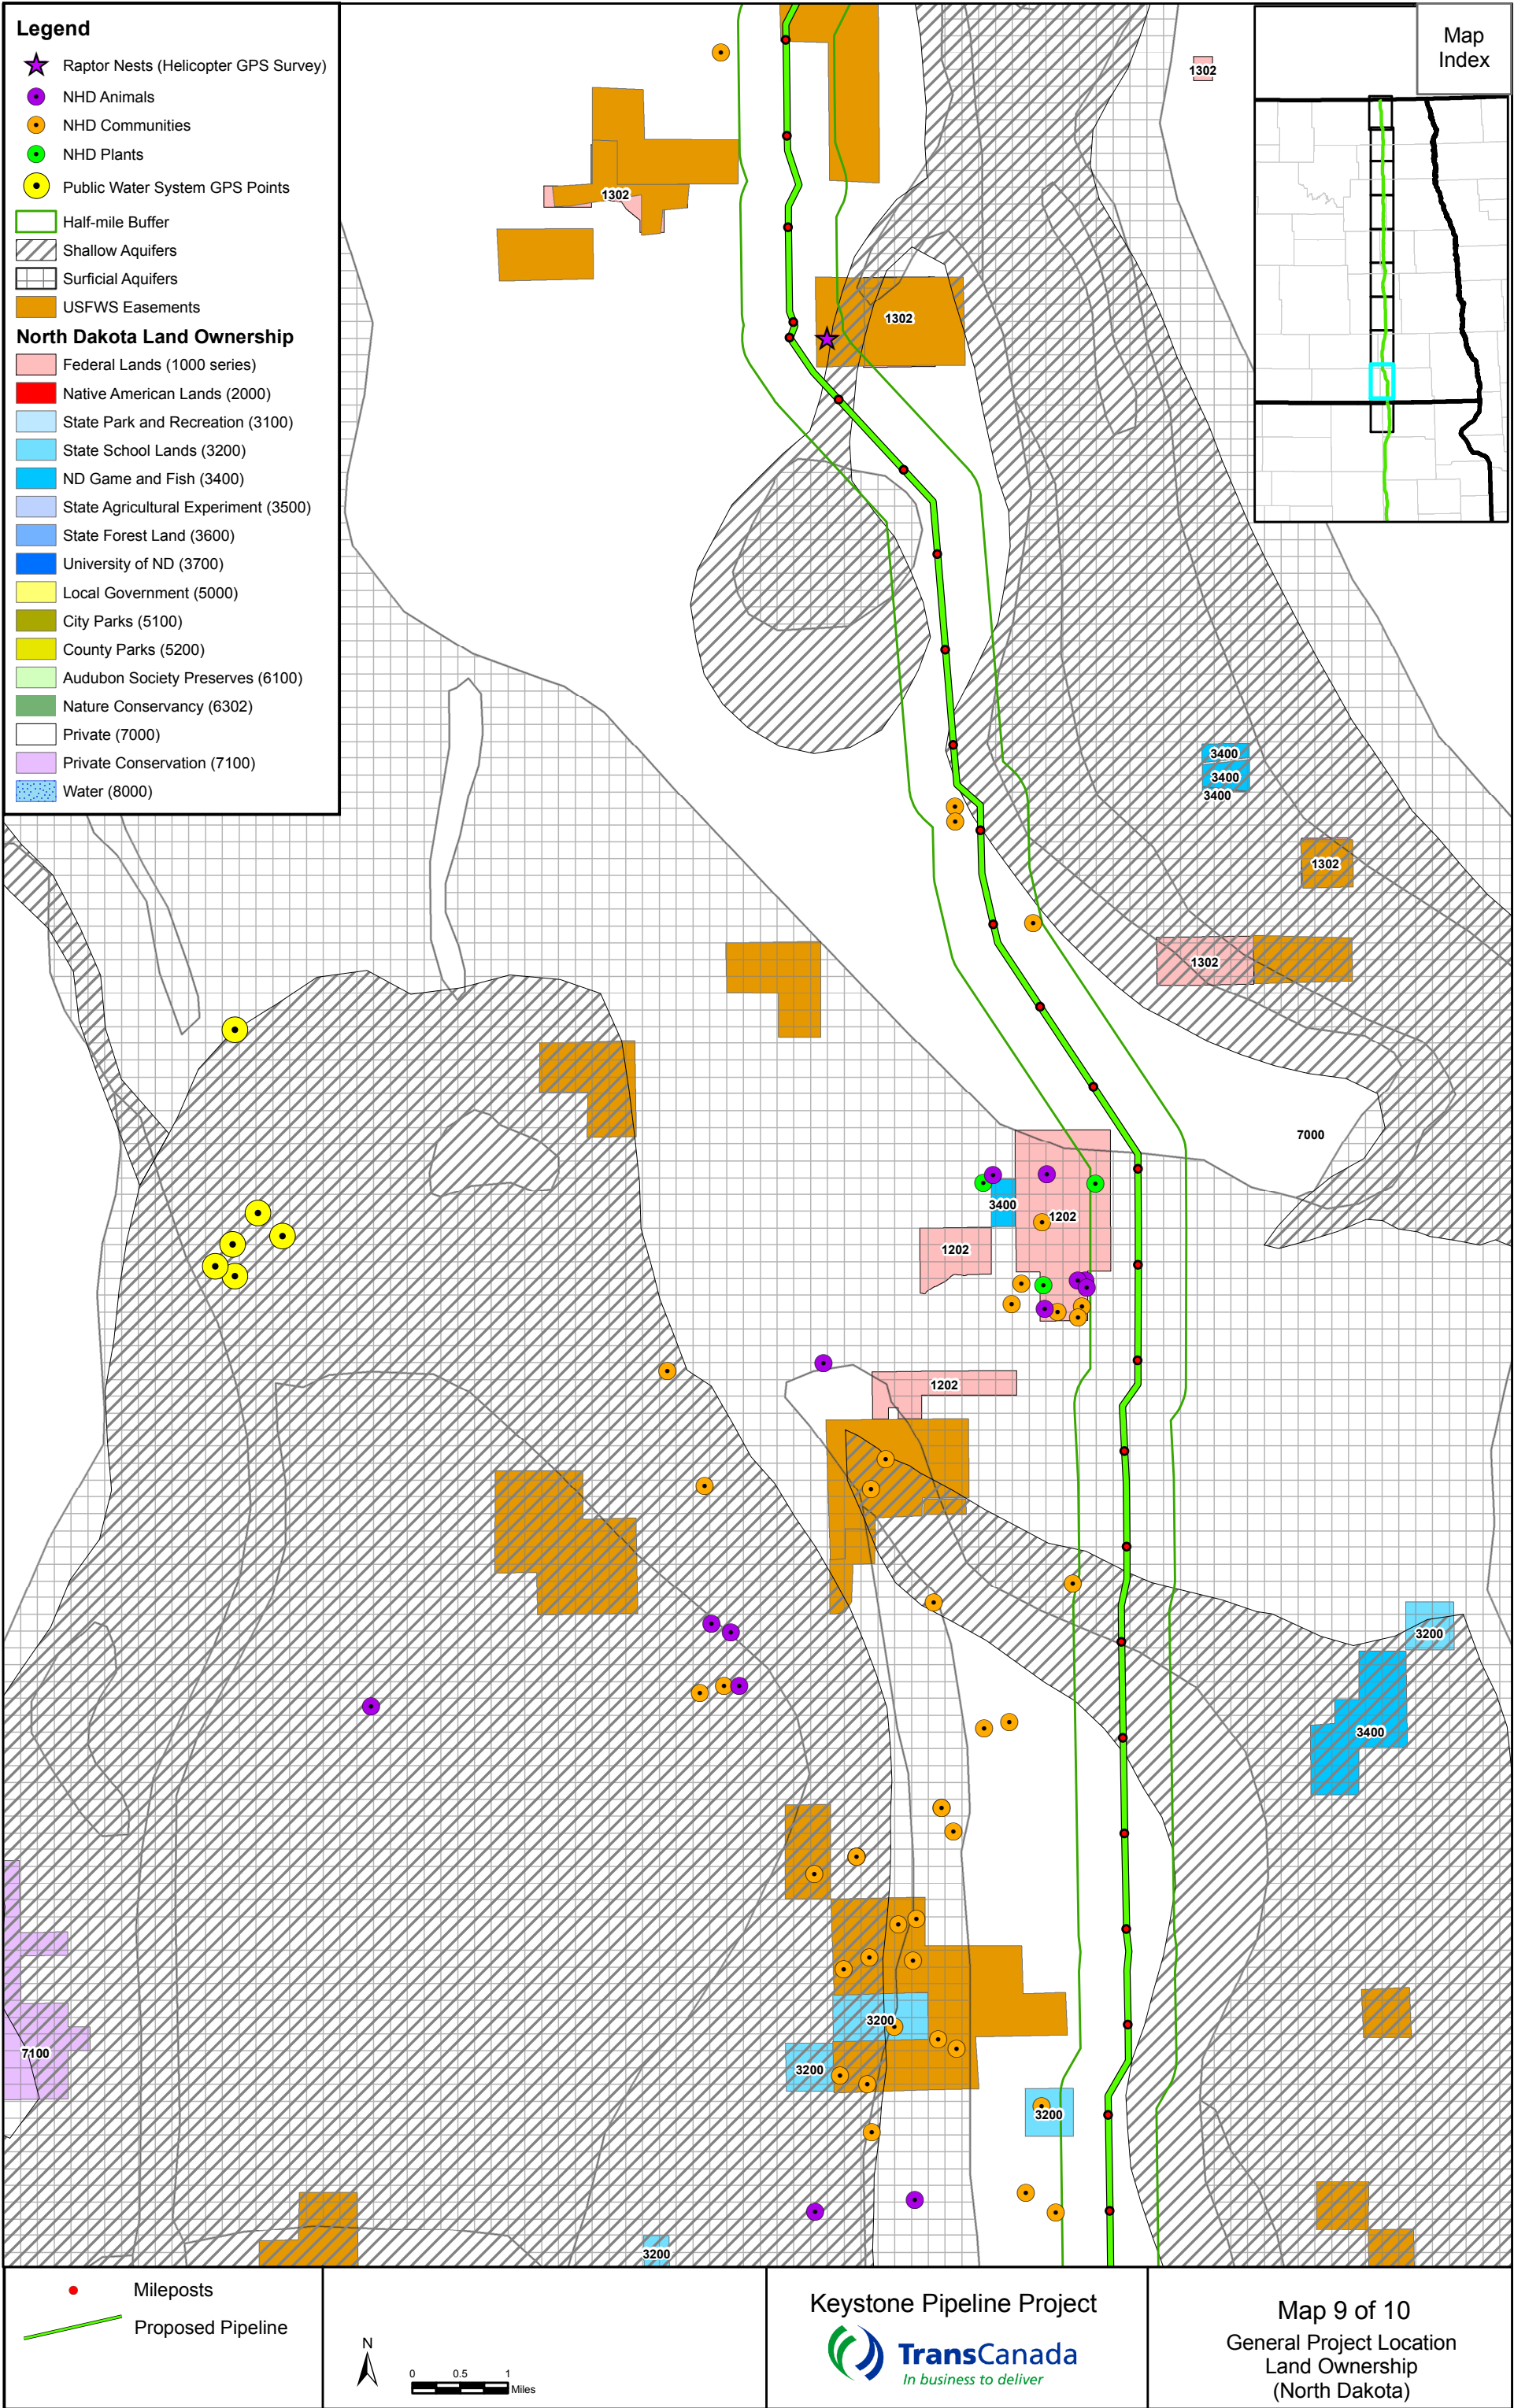 Legend
Raptor Nests (Helicopter GPS Survey)
NHD Animals
NHD Communities
NHD Plants
Public Water System GPS Points
Half-mile Buffer
Shallow Aquifers
Surficial Aquifers
USFWS Easements
North Dakota Land Ownership
Federal Lands (1000 series)
Native American Lands (2000)
State Park and Recreation (3100)
State School Lands (3200)
ND Game and Fish (3400)
State Agricultural Experiment (3500)
State Forest Land (3600)
University of ND (3700)
Local Government (5000)
City Parks (5100)
County Parks (5200)
Audubon Society Preserves (6100)
Nature Conservancy (6302)
Private (7000)
Private Conservation (7100)
Water (8000)
Map
Index
1302
1302
1302
3400
3400
3400
1302
1302
7000
3400
1202
1202
1202
3200
3400
3200
7100
3200
3200
3200
Mileposts
Proposed Pipeline
N
0 0.5 1
Miles
Keystone Pipeline Project
TransCanada
In business to deliver
Map 9 of 10
General Project Location
Land Ownership
(North Dakota)